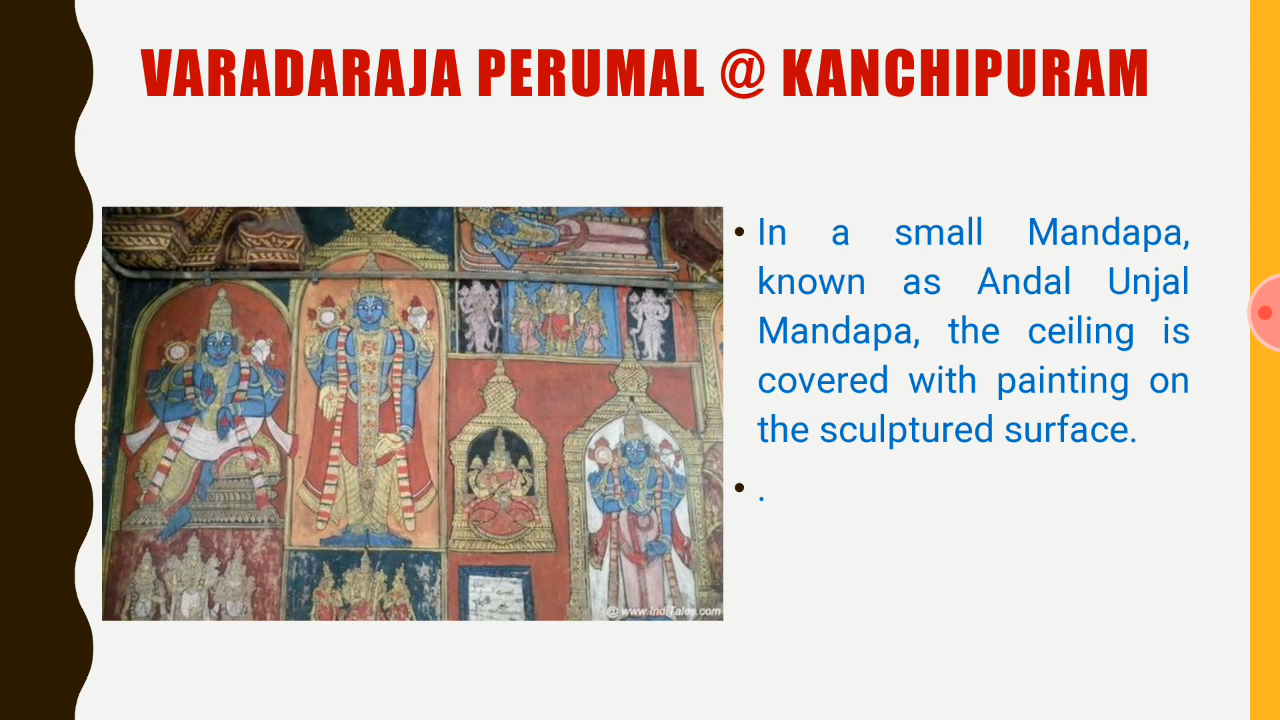 VARADARAJA PERUMAL @ KANCHIPURAM
• In a small Mandapa,
known as Andal Unjal
Mandapa, the ceiling is
covered with painting on
the sculptured surface.
• .
@ www.IndiTales.com